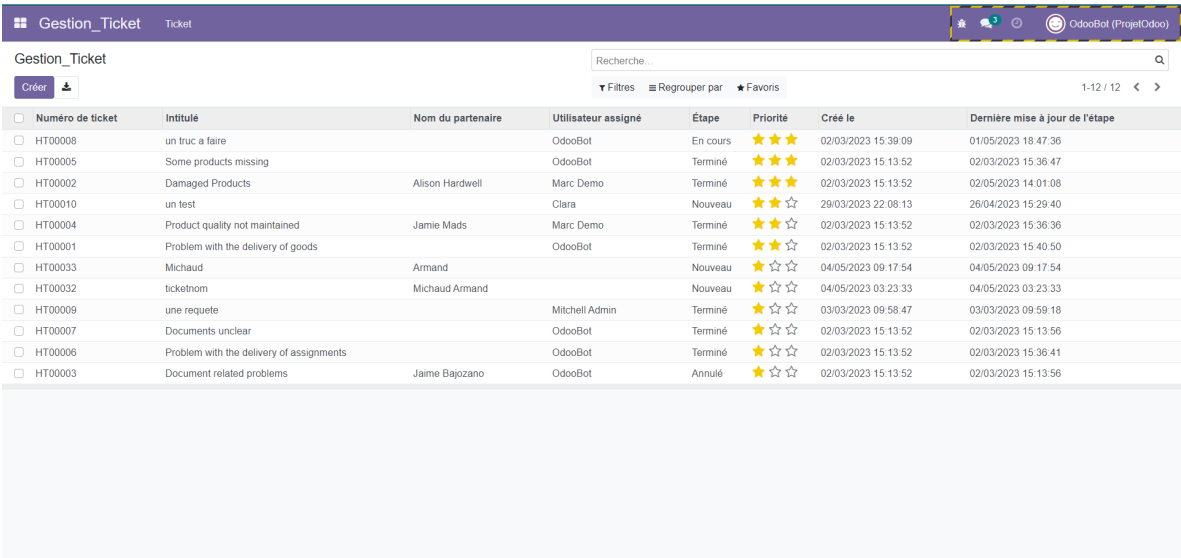 Gestion_Ticket Ticket 3 OdooBot (ProjetOdoo)
Gestion_Ticket Recherche...
Créer Filtres Regrouper par Favoris 1-12 / 12
Numéro de ticket Intitulé Nom du partenaire Utilisateur assigné Étape Priorité Créé le Dernière mise à jour de l'étape
HT00008 un truc a faire OdooBot En cours 02/03/2023 15:39:09 01/05/2023 18:47:36
HT00005 Some products missing OdooBot Terminé 02/03/2023 15:13:52 02/03/2023 15:36:47
HT00002 Damaged Products Alison Hardwell Marc Demo Terminé 02/03/2023 15:13:52 02/05/2023 14:01:08
HT00010 un test Clara Nouveau 29/03/2023 22:08:13 26/04/2023 15:29:40
HT00004 Product quality not maintained Jamie Mads Marc Demo Terminé 02/03/2023 15:13:52 02/03/2023 15:36:36
HT00001 Problem with the delivery of goods OdooBot Terminé 02/03/2023 15:13:52 02/03/2023 15:40:50
HT00033 Michaud Armand Nouveau 04/05/2023 09:17:54 04/05/2023 09:17:54
HT00032 ticketnom Michaud Armand Nouveau 04/05/2023 03:23:33 04/05/2023 03:23:33
HT00009 une requete Mitchell Admin Terminé 03/03/2023 09:58:47 03/03/2023 09:59:18
HT00007 Documents unclear OdooBot Terminé 02/03/2023 15:13:52 02/03/2023 15:13:56
HT00006 Problem with the delivery of assignments OdooBot Terminé 02/03/2023 15:13:52 02/03/2023 15:36:41
HT00003 Document related problems Jaime Bajozano OdooBot Annulé 02/03/2023 15:13:52 02/03/2023 15:13:56